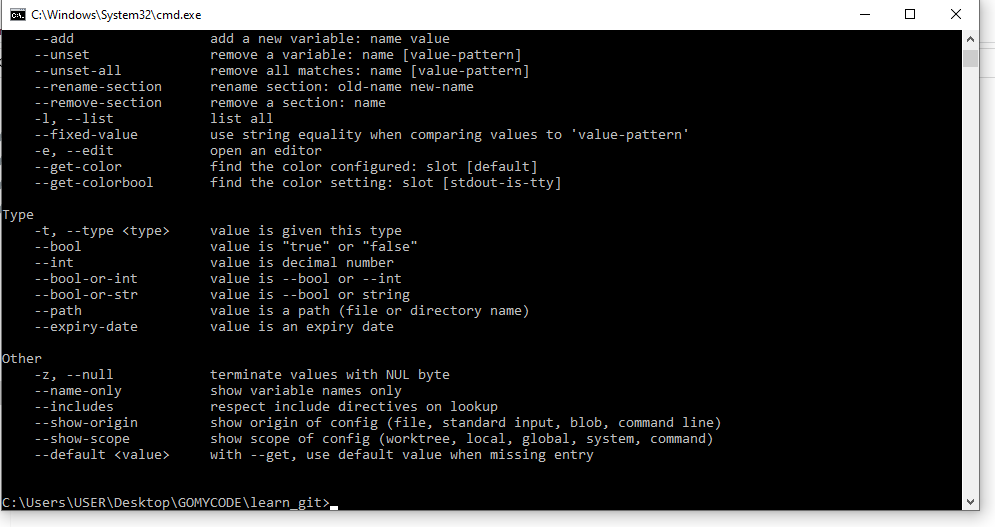 C:\Windows\System32\cmd.exe
--add add a new variable: name value
--unset remove a variable: name [value-pattern]
--unset-all remove all matches: name [value-pattern]
--rename-section rename section: old-name new-name
--remove-section remove a section: name
-l, --list list all
--fixed-value use string equality when comparing values to 'value-pattern'
-e, --edit open an editor
--get-color find the color configured: slot [default]
--get-colorbool find the color setting: slot [stdout-is-tty]
Type
-t, --type <type> value is given this type
--bool value is "true" or "false"
--int value is decimal number
--bool-or-int value is --bool or --int
--bool-or-str value is --bool or string
--path value is a path (file or directory name)
--expiry-date value is an expiry date
Other
-z, --null terminate values with NUL byte
--name-only show variable names only
--includes respect include directives on lookup
--show-origin show origin of config (file, standard input, blob, command line)
--show-scope show scope of config (worktree, local, global, system, command)
--default <value> with --get, use default value when missing entry
C:\Users\USER\Desktop\GOMYCODE\learn_git>